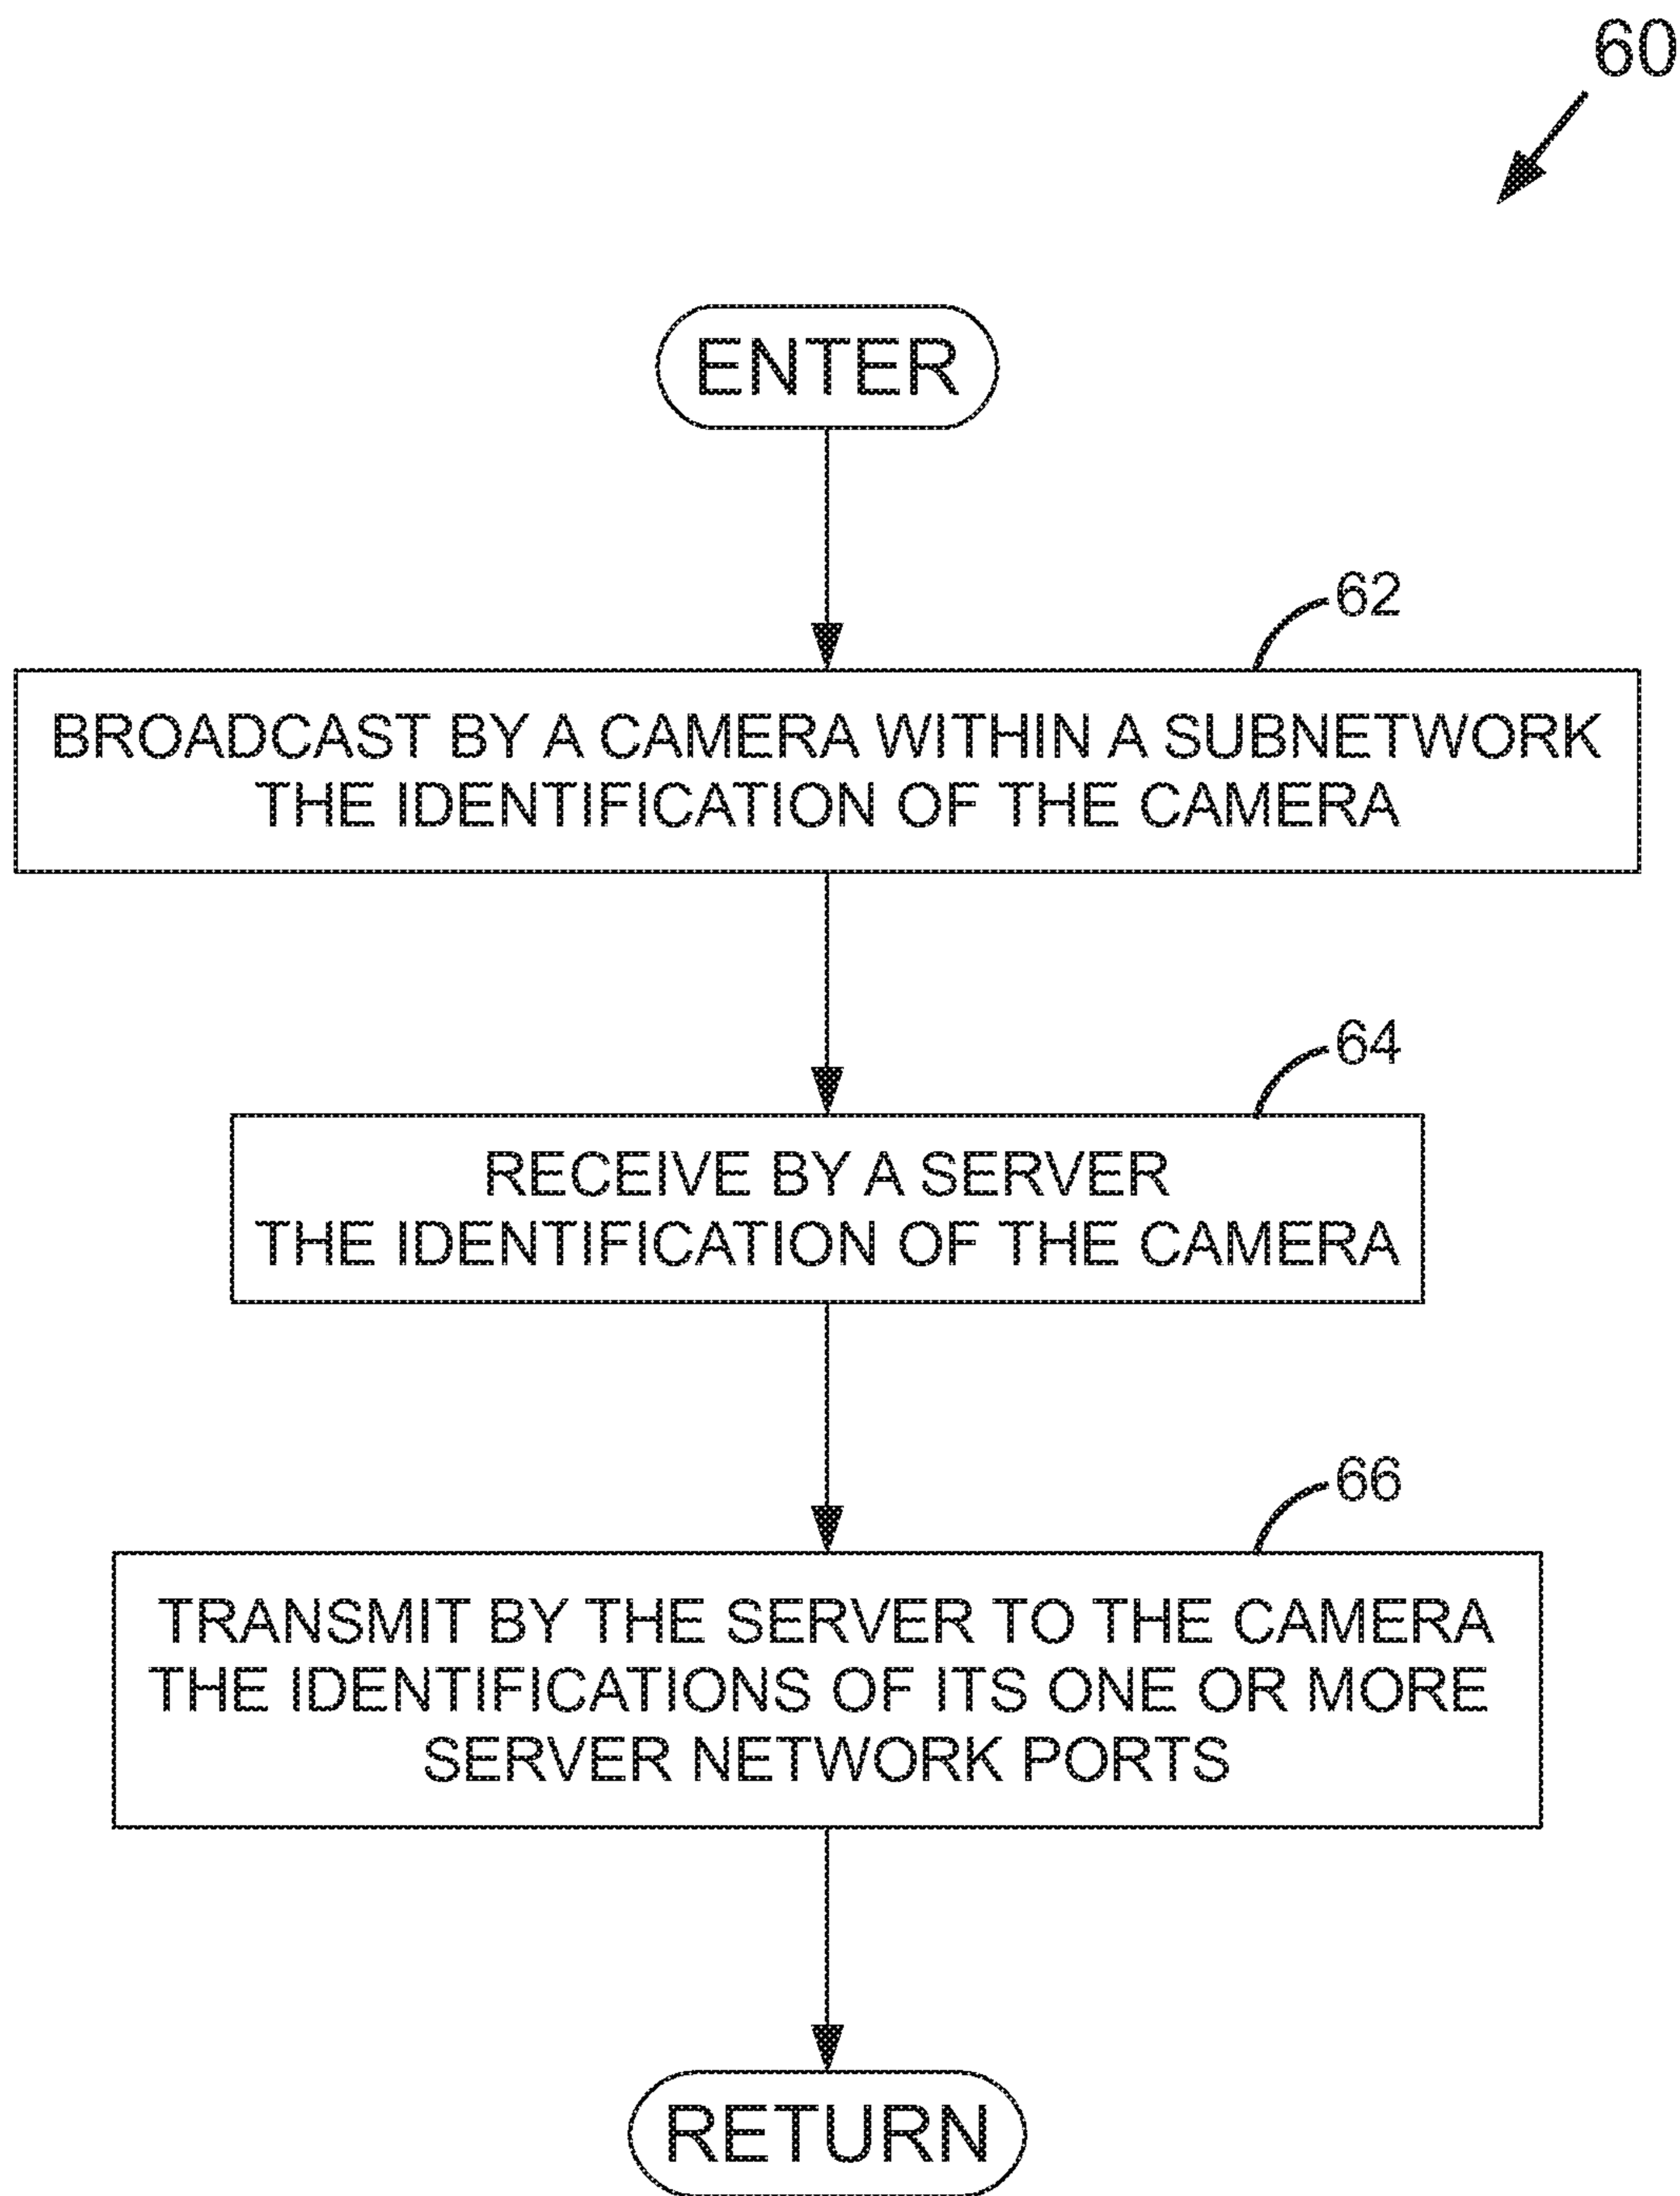 60
ENTER
62
BROADCAST BY A CAMERA WITHIN A SUBNETWORK
THE IDENTIFICATION OF THE CAMERA
64
RECEIVE BY A SERVER
THE IDENTIFICATION OF THE CAMERA
66
TRANSMIT BY THE SERVER TO THE CAMERA
THE IDENTIFICATIONS OF ITS ONE OR MORE
SERVER NETWORK PORTS
RETURN